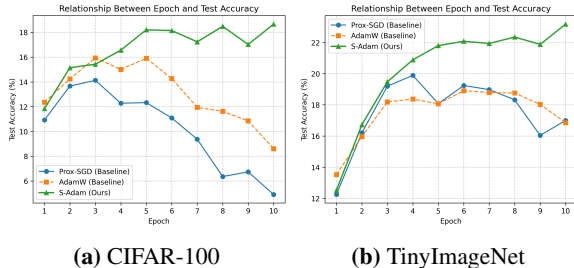 Relationship Between Epoch and Test Accuracy
Test Accuracy (%)
18
16
14
12
10
8
6
Prox-SGD (Baseline)
AdamW (Baseline)
S-Adam (Ours)
1 2 3 4 5 6 7 8 9 10
Epoch
(a) CIFAR-100
Relationship Between Epoch and Test Accuracy
Prox-SGD (Baseline)
AdamW (Baseline)
S-Adam (Ours)
Test Accuracy (%)
22
20
18
16
14
12
1 2 3 4 5 6 7 8 9 10
Epoch
(b) TinyImageNet